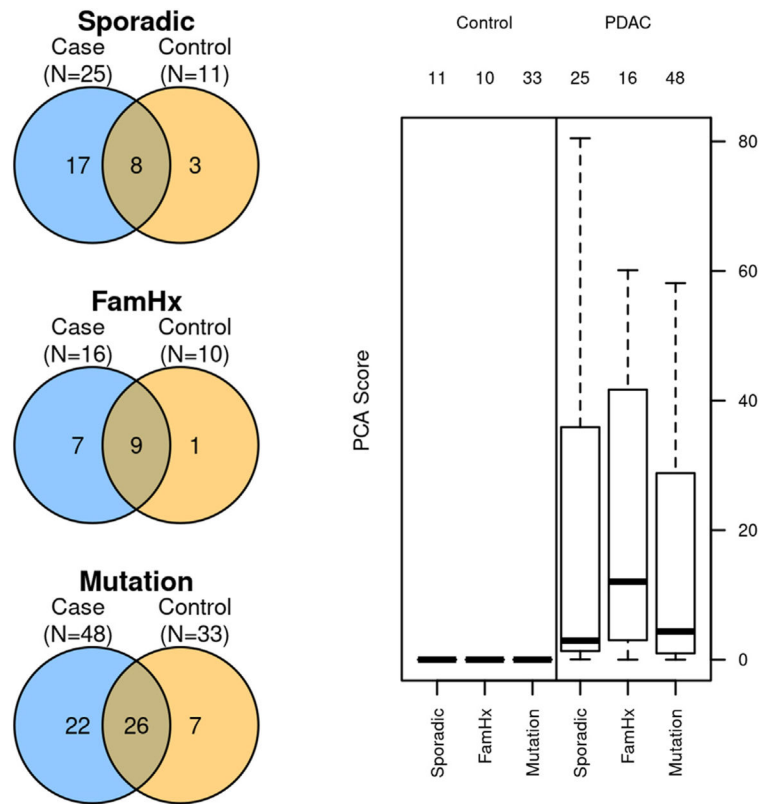 Sporadic
Case Control
(N=25) (N=11)
17 8 3
FamHx
Case Control
(N=16) (N=10)
7 9 1
Mutation
Case Control
(N=48) (N=33)
22 26 7
Control PDAC
11 10 33 25 16 48
PCA Score
80
60
40
20
0
Sporadic
FamHx
Mutation
Sporadic
FamHx
Mutation